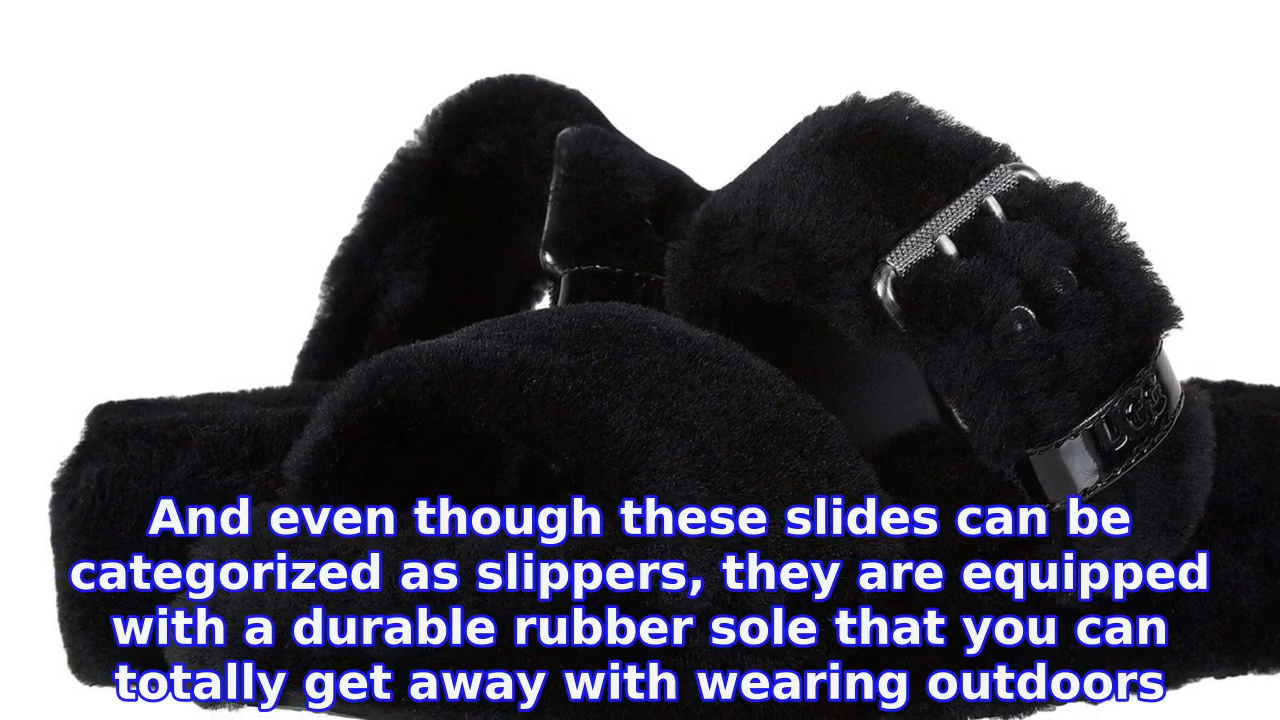 UGG
And even though these slides can be
categorized as slippers, they are equipped
with a durable rubber sole that you can
totally get away with wearing outdoors